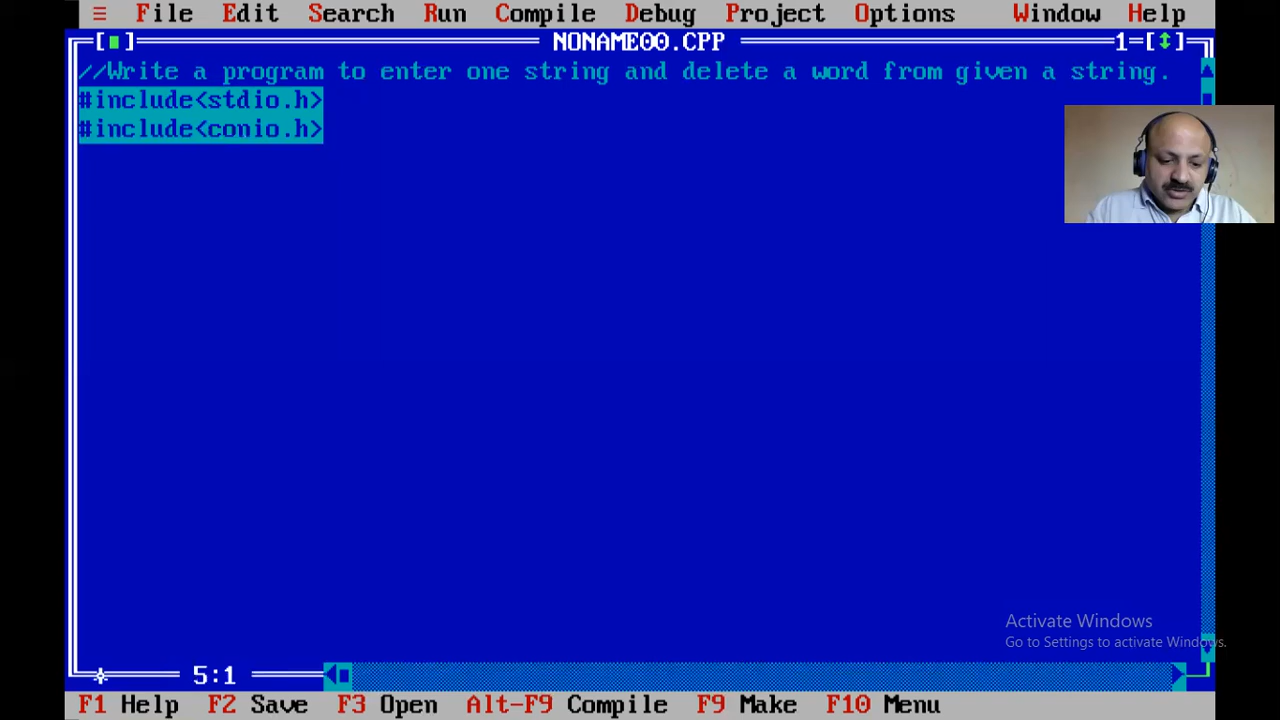 ≡ File Edit Search Run Compile Debug Project Options Window Help
[■] NONAME00.CPP 1=[↕]
//Write a program to enter one string and delete a word from given a string.
#include<stdio.h>
#include<conio.h>
Activate Windows
Go to Settings to activate Windows.
5:1
F1 Help F2 Save F3 Open Alt-F9 Compile F9 Make F10 Menu